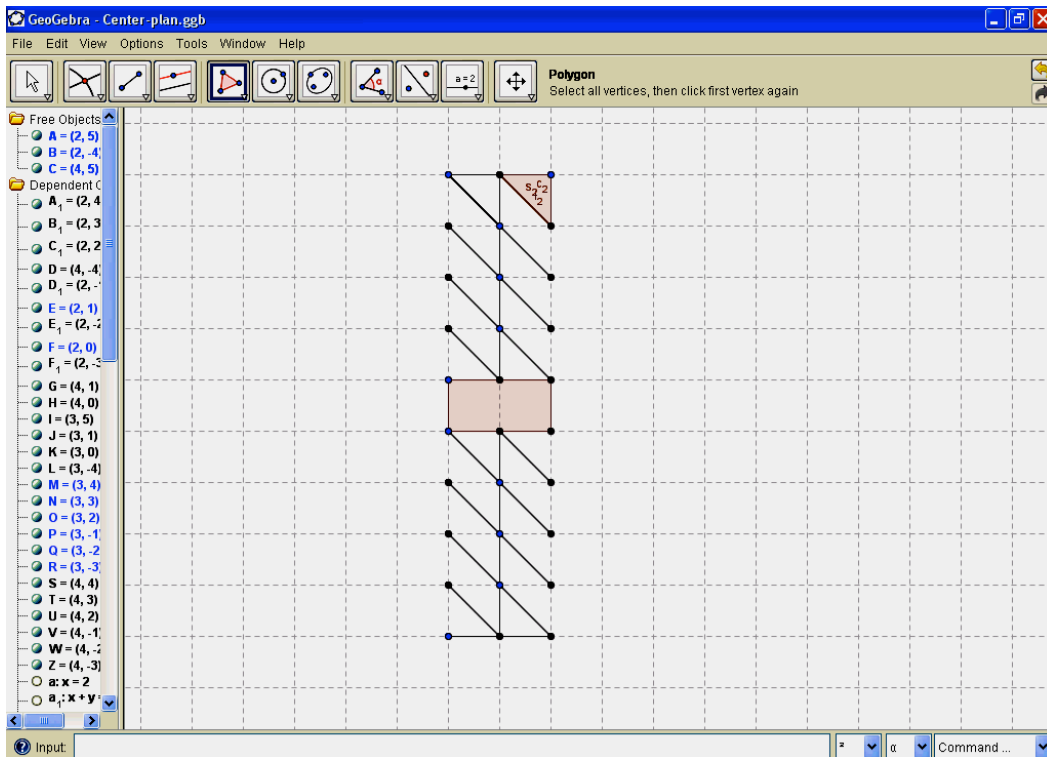 GeoGebra - Center-plan.ggb
File Edit View Options Tools Window Help
a = 2
Polygon
Select all vertices, then click first vertex again
Free Objects
A = (2, 5)
B = (2, -4)
C = (4, 5)
Dependent O
A1 = (2, 4
B1 = (2, 3
C1 = (2, 2
D = (4, -4)
D1 = (2, -1
E = (2, 1)
E1 = (2, -2
F = (2, 0)
F1 = (2, -3
G = (4, 1)
H = (4, 0)
I = (3, 5)
J = (3, 1)
K = (3, 0)
L = (3, -4)
M = (3, 4)
N = (3, 3)
O = (3, 2)
P = (3, -1)
Q = (3, -2
R = (3, -3)
S = (4, 4)
T = (4, 3)
U = (4, 2)
V = (4, -1)
W = (4, -2
Z = (4, -3)
a: x = 2
a1: x + y =
s2 c2
Input:
²
α
Command ...